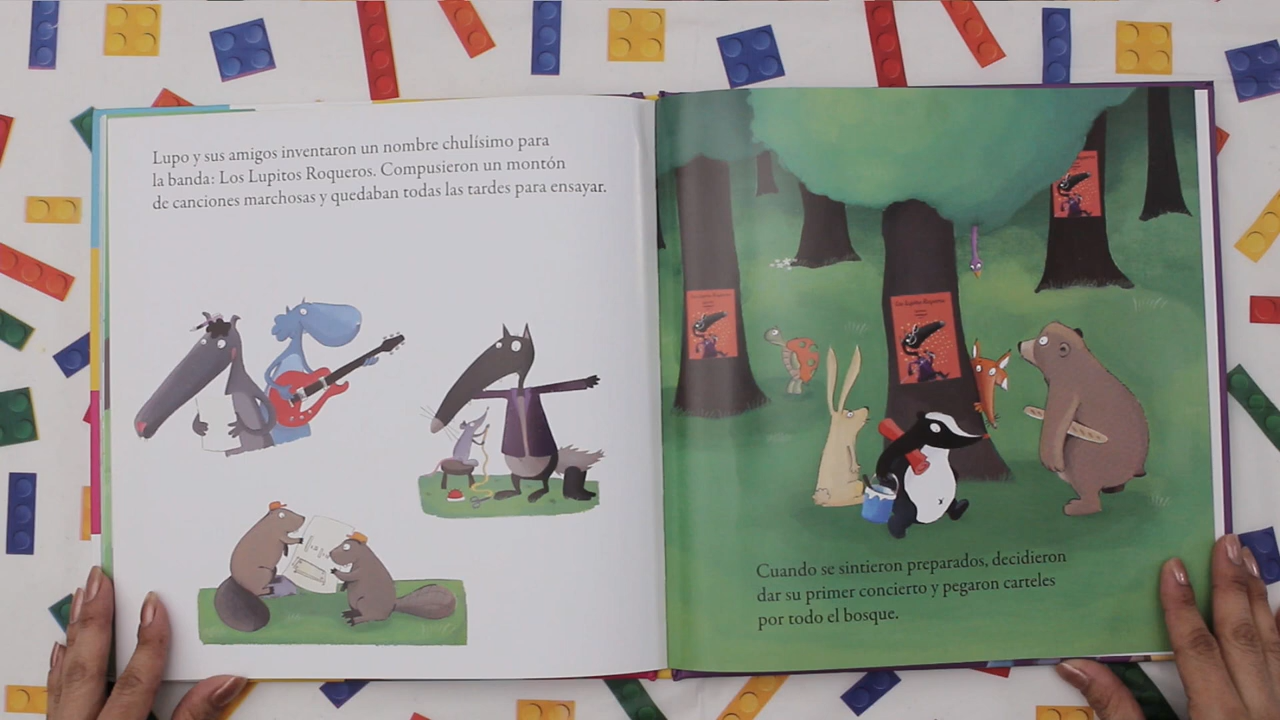 Lupo y sus amigos inventaron un nombre chulísimo para
la banda: Los Lupitos Roqueros. Compusieron un montón
de canciones marchosas y quedaban todas las tardes para ensayar.
Los Lupitos Roqueros
Cuando se sintieron preparados, decidieron
dar su primer concierto y pegaron carteles
por todo el bosque.